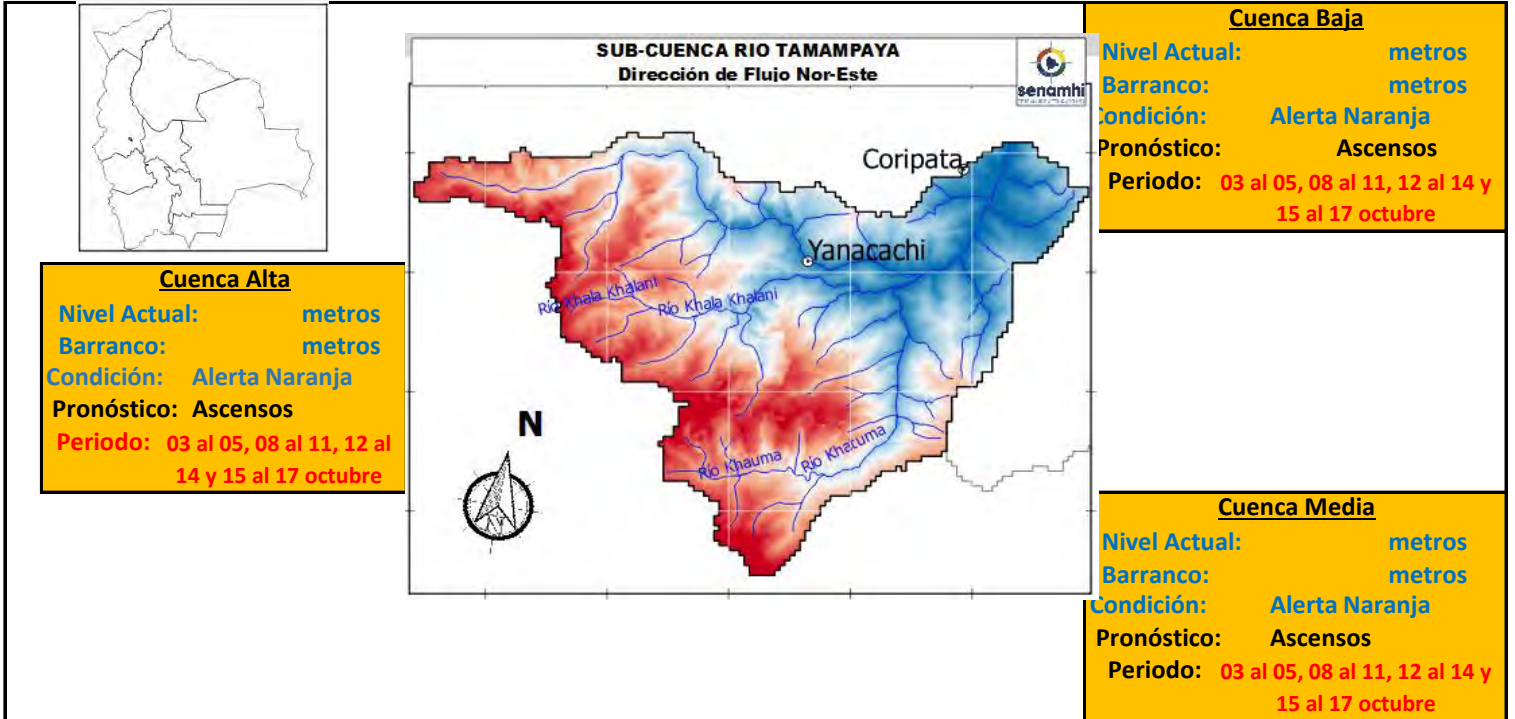 SUB-CUENCA RIO TAMAMPAYA
Dirección de Flujo Nor-Este
senamhi
Coripata
Yanacachi
Río Khala Khalani
Río Khala Khalani
Río Khauma
Río Khatuma
Cuenca Alta
Nivel Actual: metros
Barranco: metros
Condición: Alerta Naranja
Pronóstico: Ascensos
Periodo: 03 al 05, 08 al 11, 12 al
14 y 15 al 17 octubre
N
Cuenca Baja
Nivel Actual: metros
Barranco: metros
Condición: Alerta Naranja
Pronóstico: Ascensos
Periodo: 03 al 05, 08 al 11, 12 al 14 y
15 al 17 octubre
Cuenca Media
Nivel Actual: metros
Barranco: metros
Condición: Alerta Naranja
Pronóstico: Ascensos
Periodo: 03 al 05, 08 al 11, 12 al 14 y
15 al 17 octubre